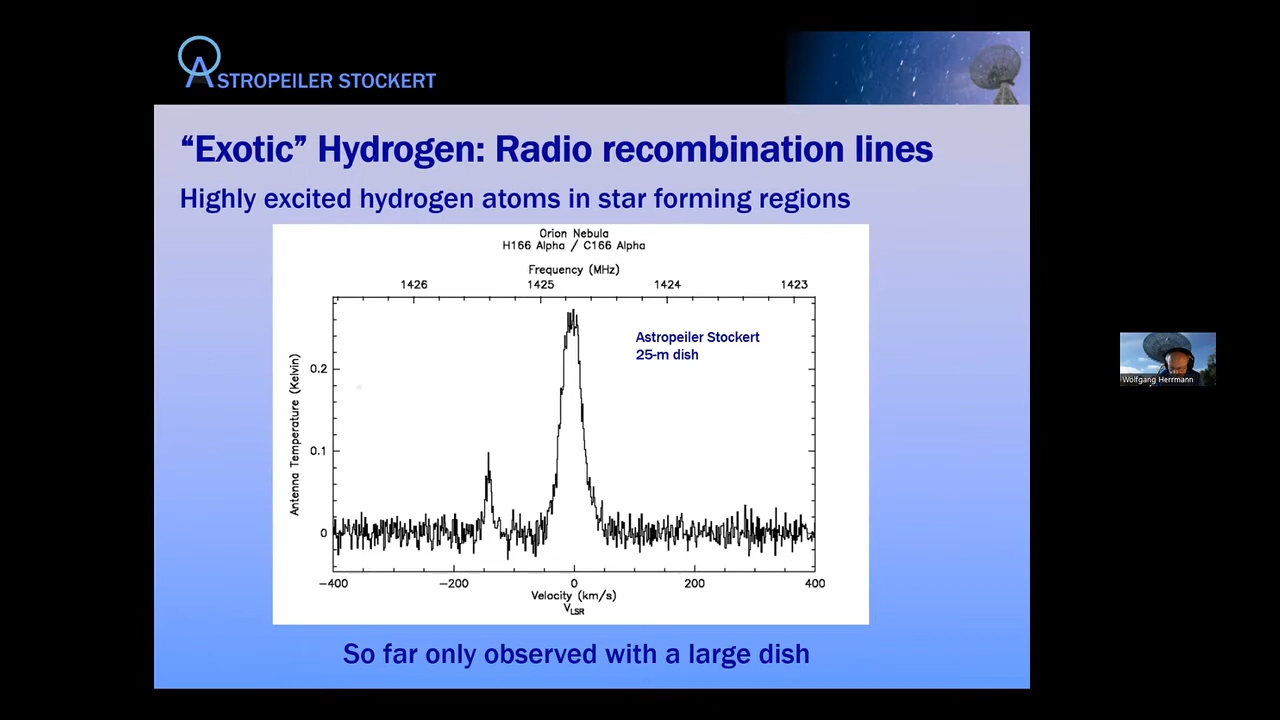 ASTROPEILER STOCKERT
“Exotic” Hydrogen: Radio recombination lines
Highly excited hydrogen atoms in star forming regions
Orion Nebula
H166 Alpha / C166 Alpha
Frequency (MHz)
1426 1425 1424 1423
Astropeiler Stockert
25-m dish
Antenna Temperature (Kelvin)
0.2
0.1
0
−400 −200 0 200 400
Velocity (km/s)
VLSR
Wolfgang Herrmann
So far only observed with a large dish